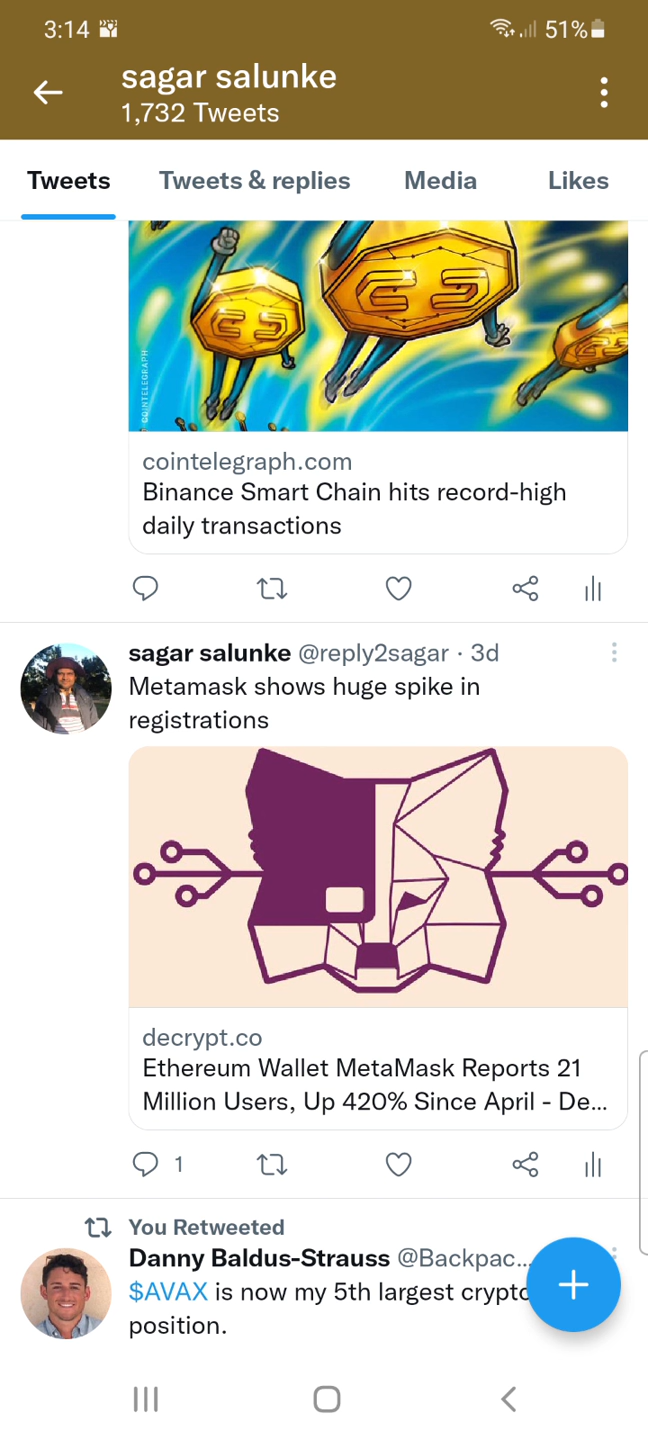 3:14
51%
sagar salunke
1,732 Tweets
Tweets
Tweets & replies
Media
Likes
COINTELEGRAPH
cointelegraph.com
Binance Smart Chain hits record-high
daily transactions
sagar salunke @reply2sagar · 3d
Metamask shows huge spike in
registrations
decrypt.co
Ethereum Wallet MetaMask Reports 21
Million Users, Up 420% Since April - De...
1
You Retweeted
Danny Baldus-Strauss @Backpac...
$AVAX is now my 5th largest crypto
position.